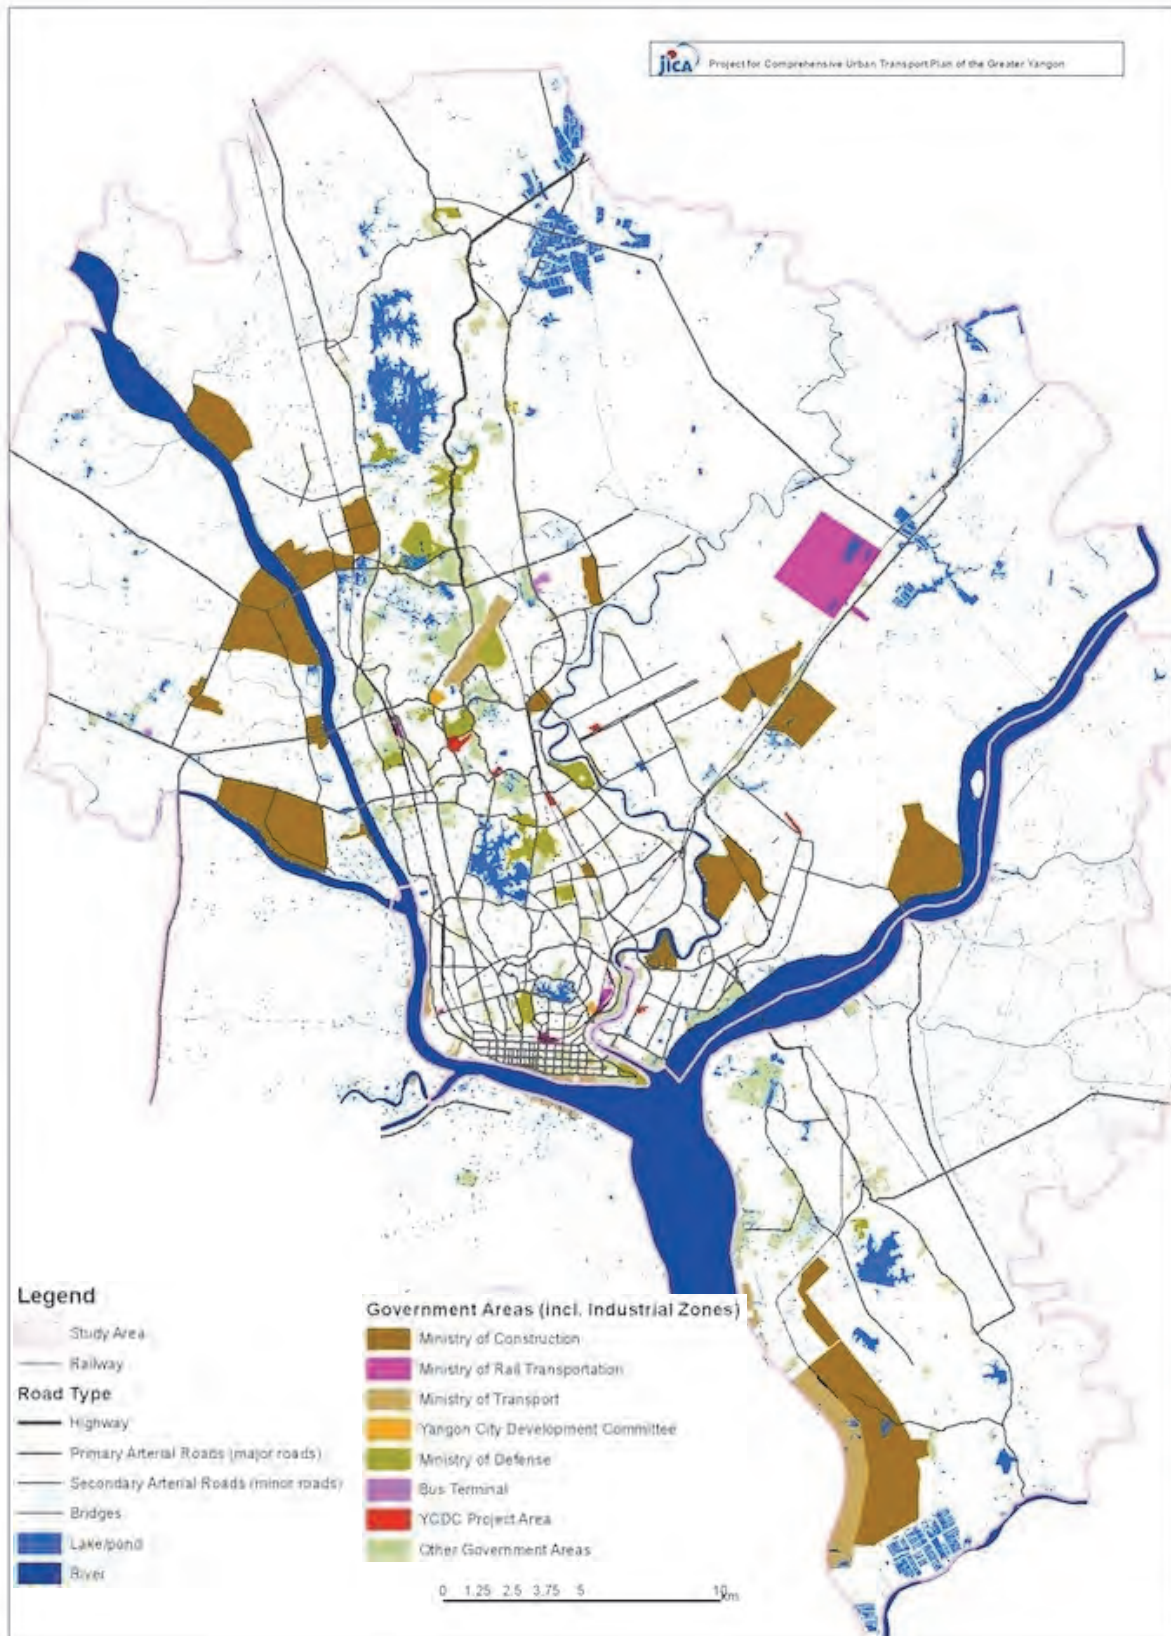 jICA Project for Comprehensive Urban Transport Plan of the Greater Yangon
Legend
Study Area
Railway
Road Type
Highway
Primary Arterial Roads (major roads)
Secondary Arterial Roads (minor roads)
Bridges
Lake/pond
River
Government Areas (incl. Industrial Zones)
Ministry of Construction
Ministry of Rail Transportation
Ministry of Transport
Yangon City Development Committee
Ministry of Defense
Bus Terminal
YCDC Project Area
Other Government Areas
0 1.25 2.5 3.75 5 10 Km